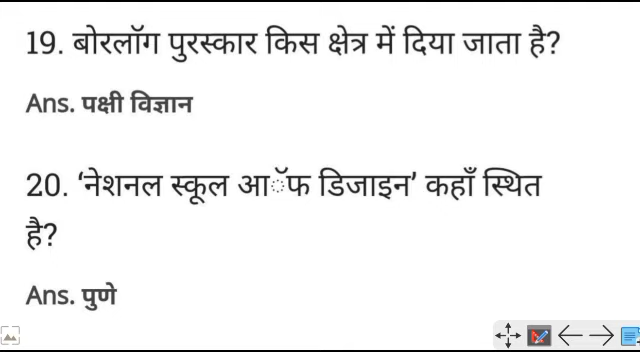 19. बोरलॉग पुरस्कार किस क्षेत्र में दिया जाता है?
Ans. पक्षी विज्ञान
20. ‘नेशनल स्कूल आॅफ डिजाइन’ कहाँ स्थित
है?
Ans. पुणे